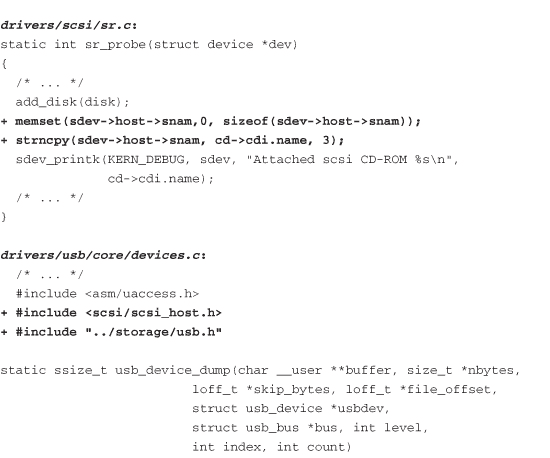 drivers/scsi/sr.c:
static int sr_probe(struct device *dev)
{
  /* ... */
  add_disk(disk);
+ memset(sdev->host->snam,0, sizeof(sdev->host->snam));
+ strncpy(sdev->host->snam, cd->cdi.name, 3);
  sdev_printk(KERN_DEBUG, sdev, "Attached scsi CD-ROM %s\n",
              cd->cdi.name);
  /* ... */
}
drivers/usb/core/devices.c:
  /* ... */
  #include <asm/uaccess.h>
+ #include <scsi/scsi_host.h>
+ #include "../storage/usb.h"
static ssize_t usb_device_dump(char __user **buffer, size_t *nbytes,
                         loff_t *skip_bytes, loff_t *file_offset,
                         struct usb_device *usbdev,
                         struct usb_bus *bus, int level,
                         int index, int count)